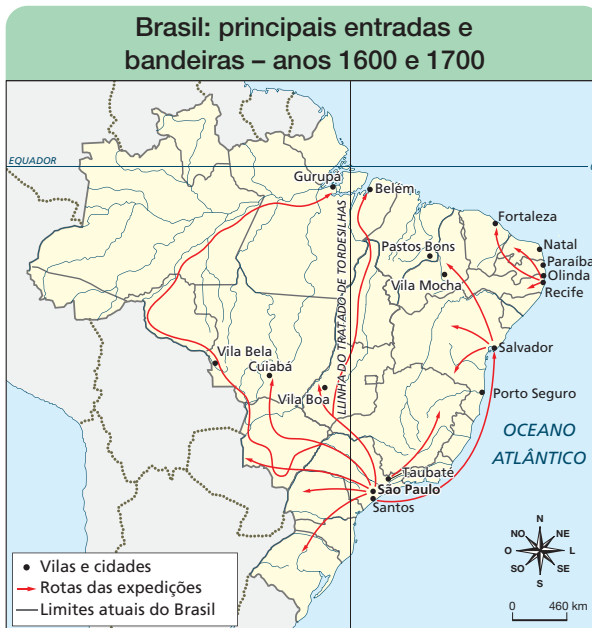 Brasil: principais entradas e
bandeiras – anos 1600 e 1700
EQUADOR
0
Gurupá
Belém
Fortaleza
Natal
Paraíba
Olinda
Recife
Pastos Bons
Vila Mocha
LLINHA DO TRATADO DE TORDESILHAS
Salvador
Vila Bela
Cuiabá
Vila Boa
Porto Seguro
OCEANO
ATLÂNTICO
Taubaté
São Paulo
Santos
N
NO
NE
O
L
SO
SE
S
0 460 km
Vilas e cidades
Rotas das expedições
Limites atuais do Brasil